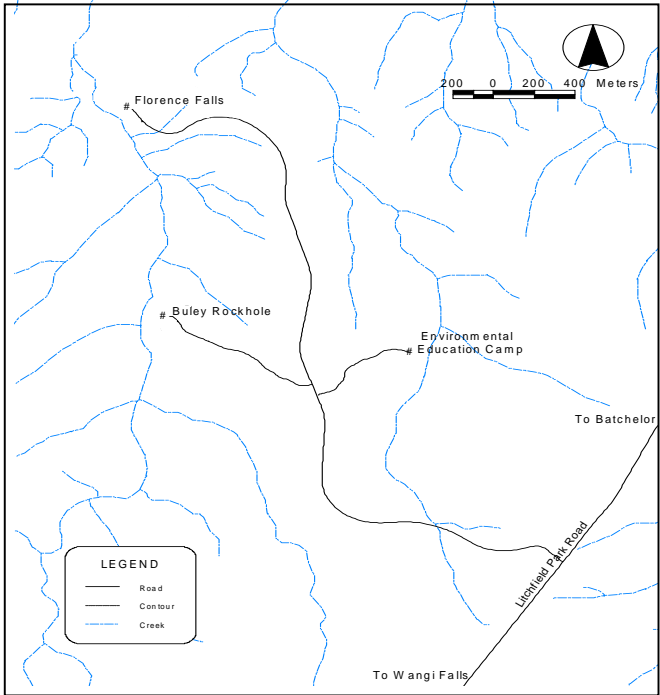 200 0 200 400 Meters
# Florence Falls
# Buley Rockhole
Environmental
# Education Camp
To Batchelor
Litchfield Park Road
To Wangi Falls
LEGEND
Road
Contour
Creek